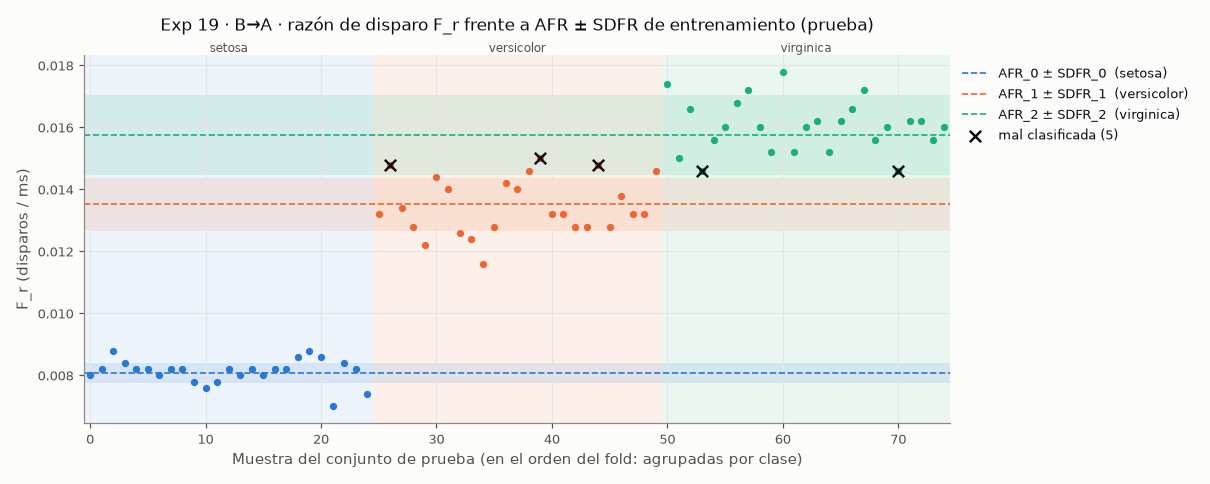 Exp 19 · B→A · razón de disparo F_r frente a AFR ± SDFR de entrenamiento (prueba)
setosa
versicolor
virginica
AFR_0 ± SDFR_0 (setosa)
AFR_1 ± SDFR_1 (versicolor)
AFR_2 ± SDFR_2 (virginica)
mal clasificada (5)
F_r (disparos / ms)
0.018
0.016
0.014
0.012
0.010
0.008
0
10
20
30
40
50
60
70
Muestra del conjunto de prueba (en el orden del fold: agrupadas por clase)